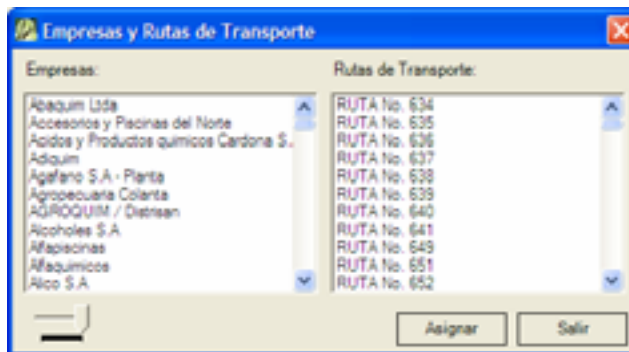 Empresas y Rutas de Transporte
Empresas:
Abaquim Ltda
Accesorios y Piscinas del Norte
Acidos y Productos quimicos Cardona S.
Adiquim
Agafano S.A - Planta
Agropecuaria Colanta
AGROQUIM / Distrisan
Alcoholes S.A
Alfapiscinas
Alfaquimicos
Alico S.A
Rutas de Transporte:
RUTA No. 634
RUTA No. 635
RUTA No. 636
RUTA No. 637
RUTA No. 638
RUTA No. 639
RUTA No. 640
RUTA No. 641
RUTA No. 649
RUTA No. 651
RUTA No. 652
Asignar
Salir